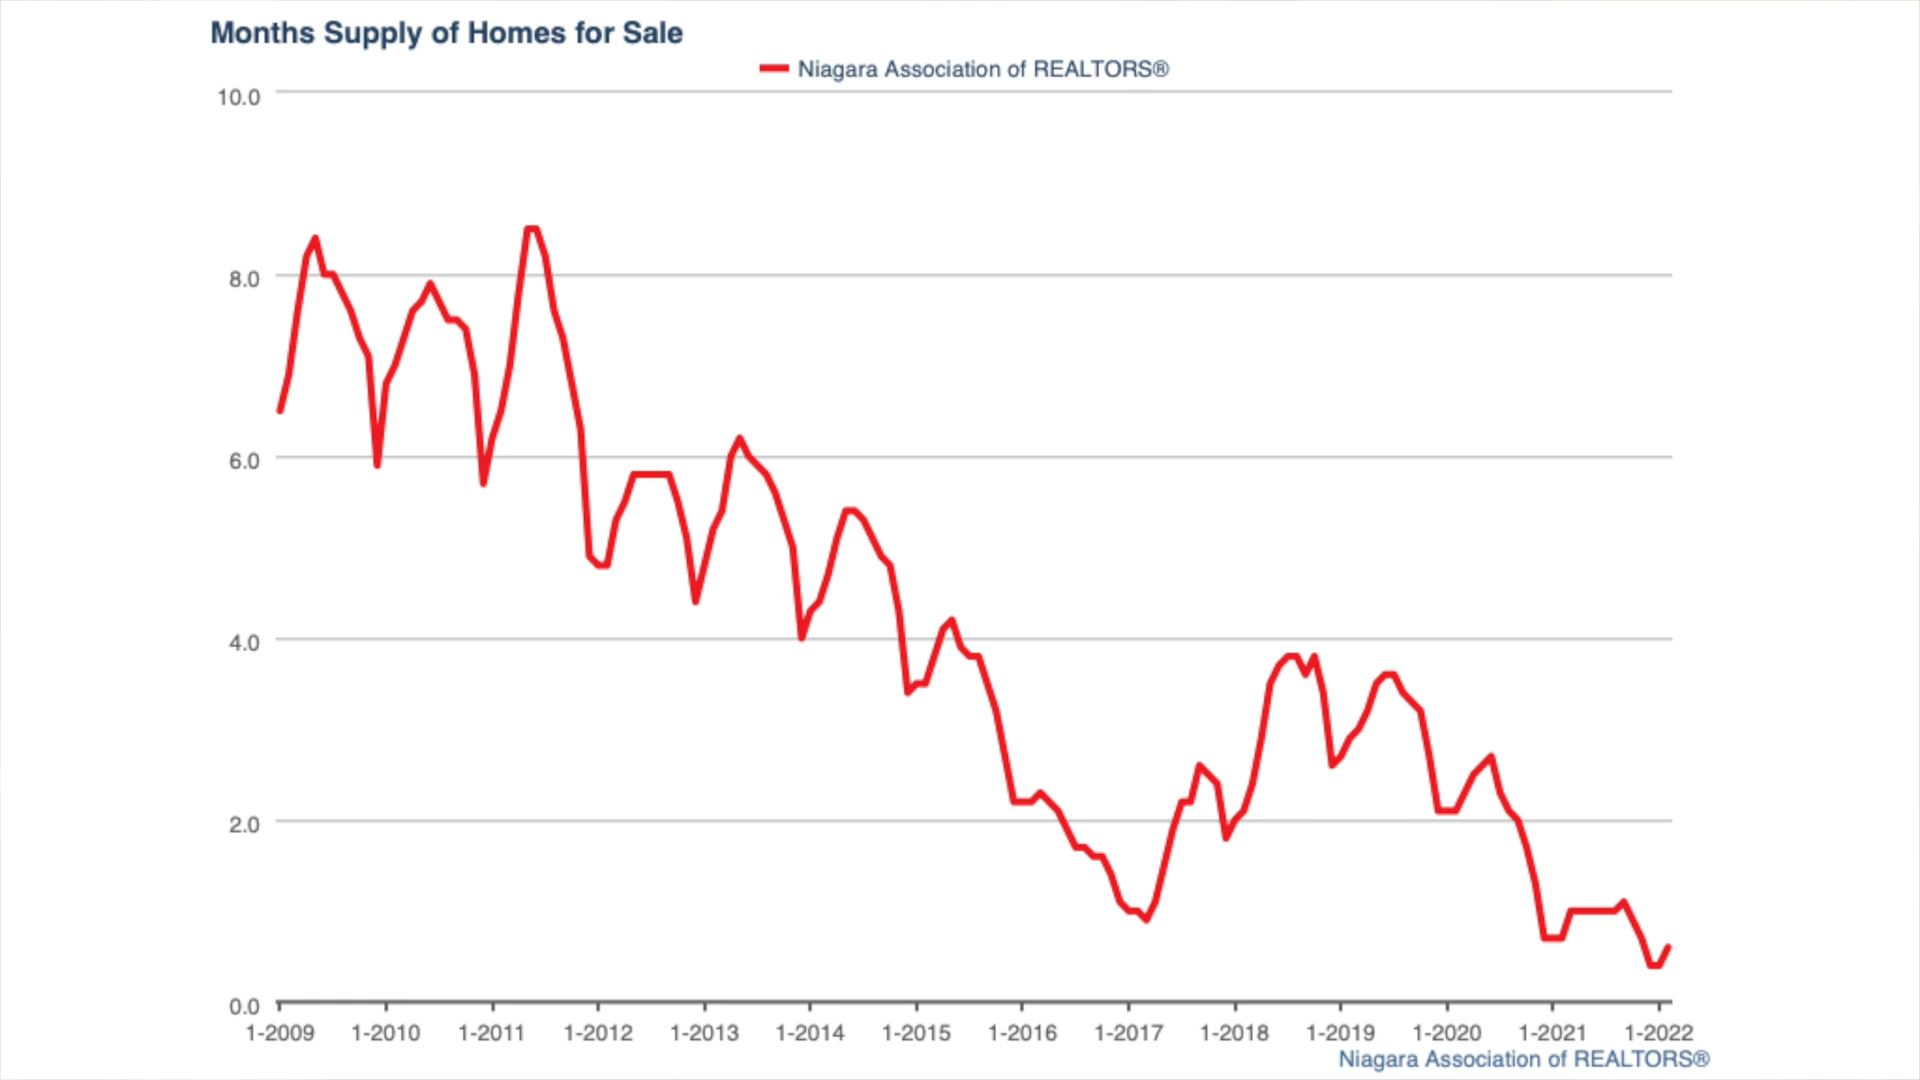 Months Supply of Homes for Sale
Niagara Association of REALTORS®
10.0
8.0
6.0
4.0
2.0
0.0
1-2009 1-2010 1-2011 1-2012 1-2013 1-2014 1-2015 1-2016 1-2017 1-2018 1-2019 1-2020 1-2021 1-2022
Niagara Association of REALTORS®